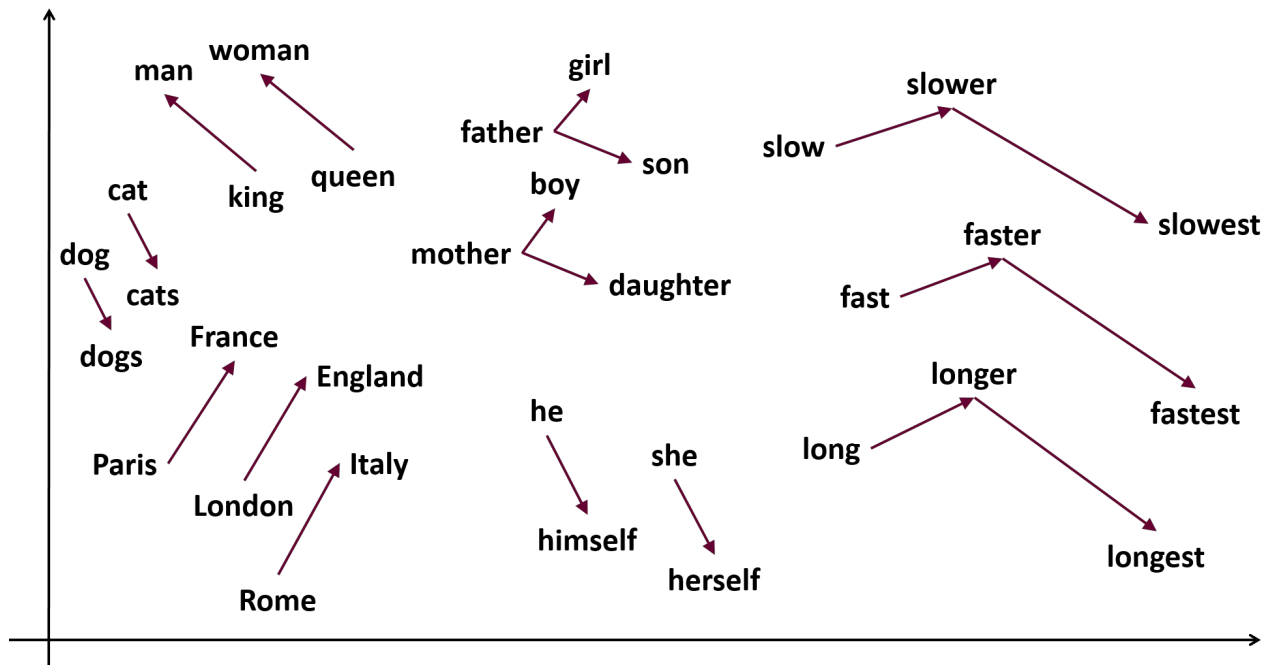 woman
man
king
queen
cat
dog
cats
dogs
France
England
Paris
London
Italy
Rome
girl
father
son
boy
mother
daughter
he
she
himself
herself
slower
slow
slowest
faster
fast
fastest
longer
long
longest